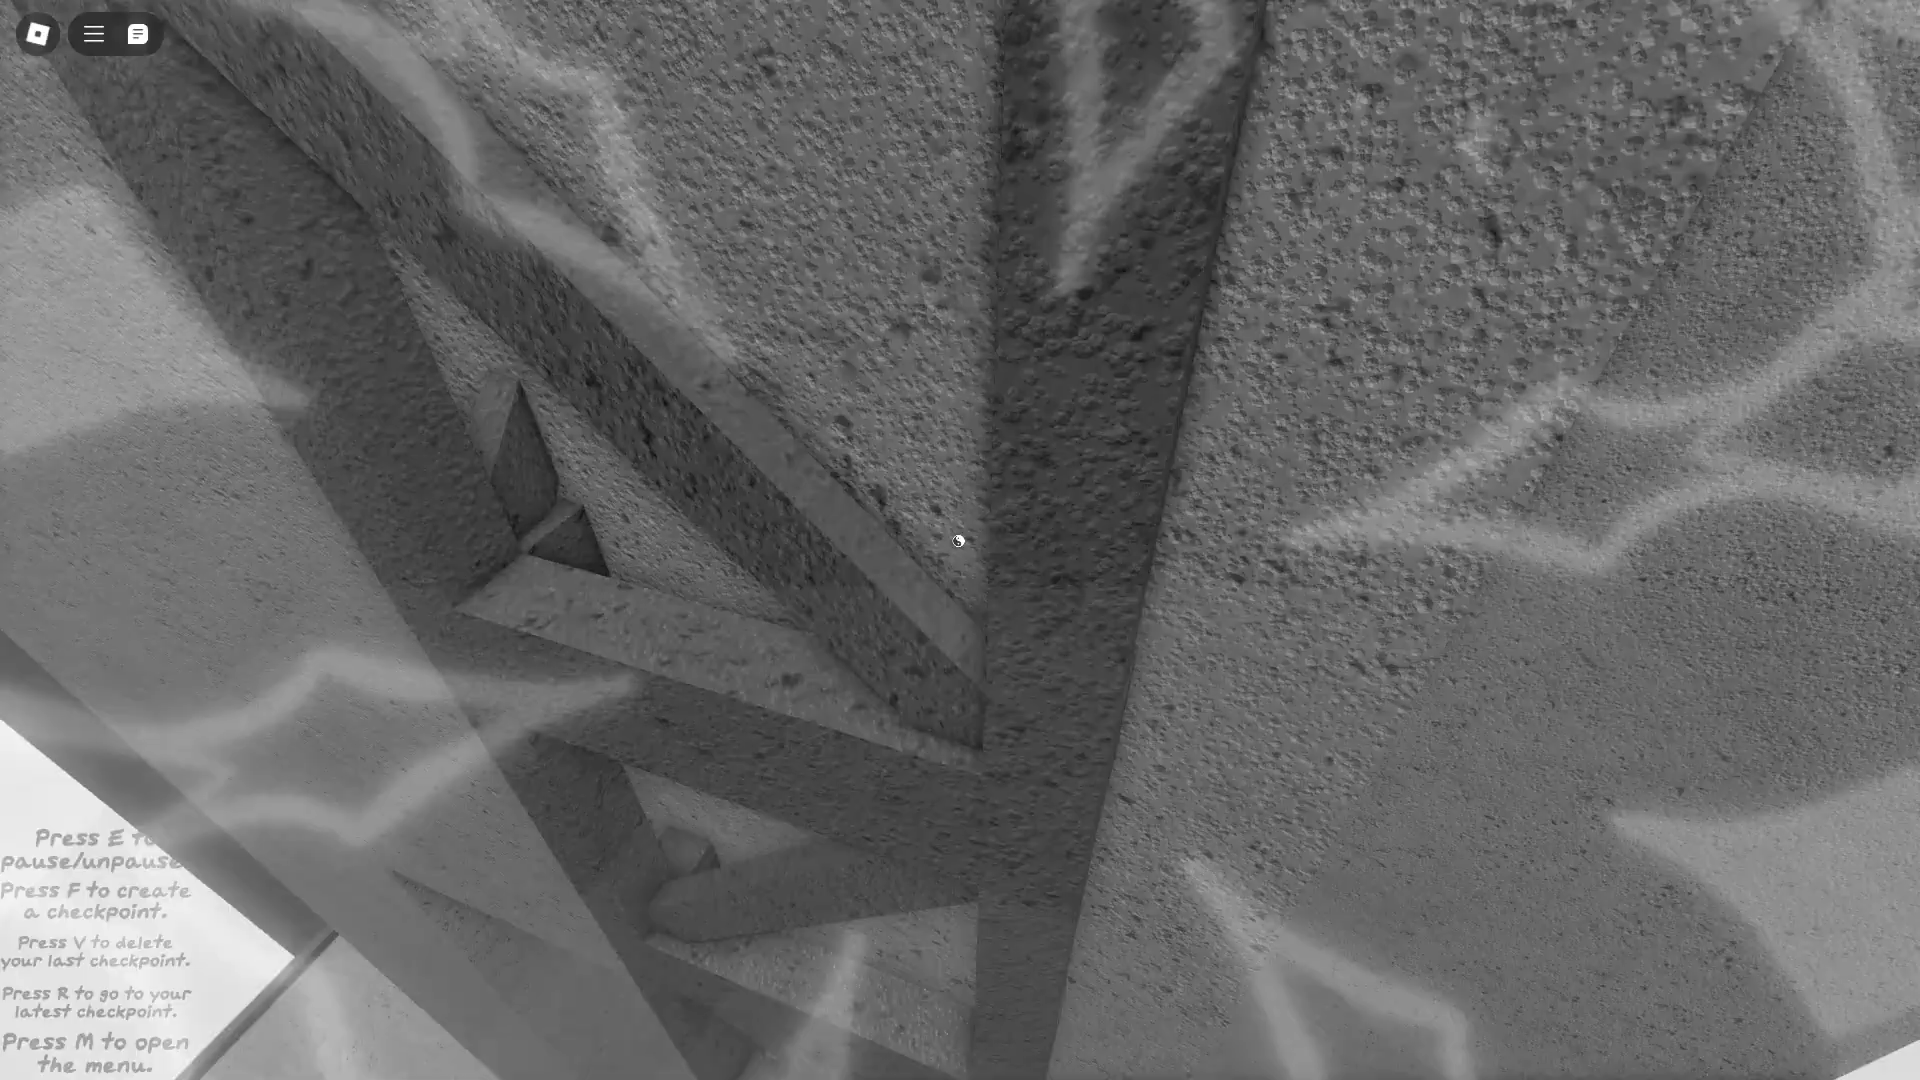 Press E to
pause/unpause.
Press F to create
a checkpoint.
Press V to delete
your last checkpoint.
Press R to go to your
latest checkpoint.
Press M to open
the menu.